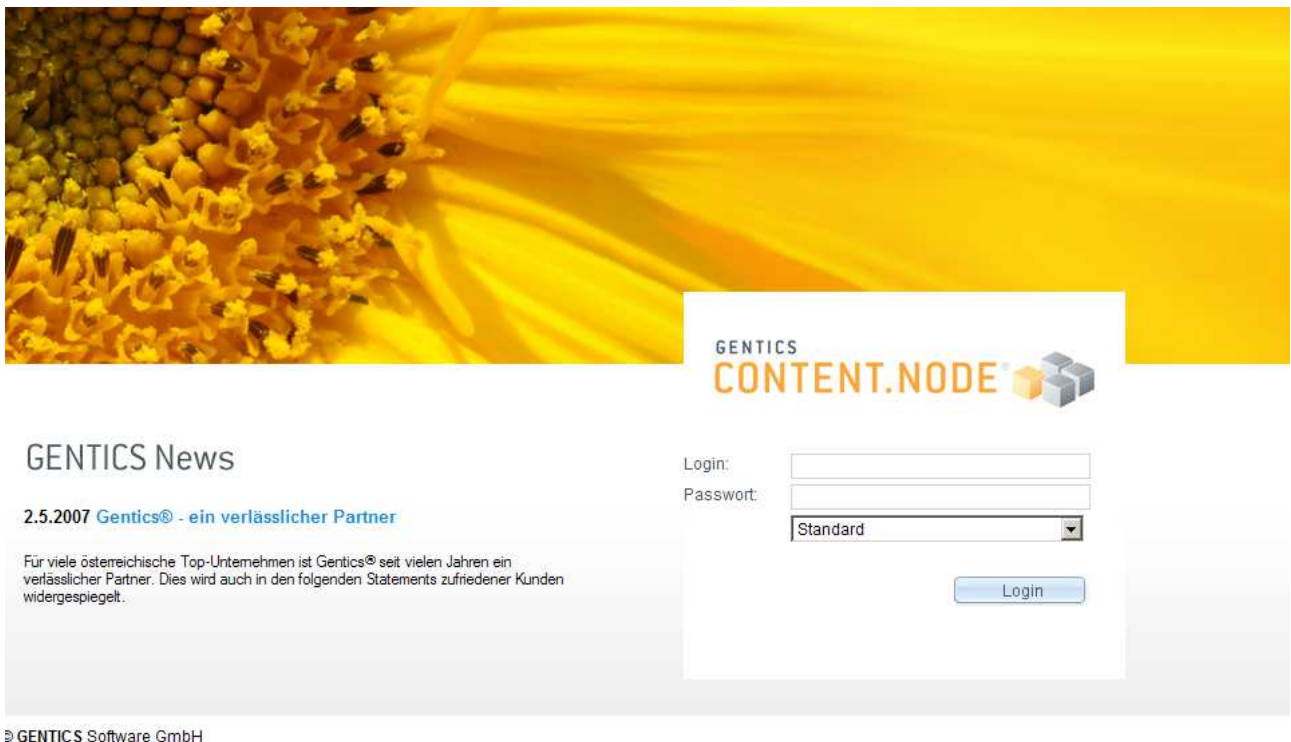 GENTICS
CONTENT.NODE®
GENTICS News
2.5.2007 Gentics® - ein verlässlicher Partner
Für viele österreichische Top-Unternehmen ist Gentics® seit vielen Jahren ein
verlässlicher Partner. Dies wird auch in den folgenden Statements zufriedener Kunden
widergespiegelt.
Login:
Passwort:
Standard
Login
© GENTICS Software GmbH